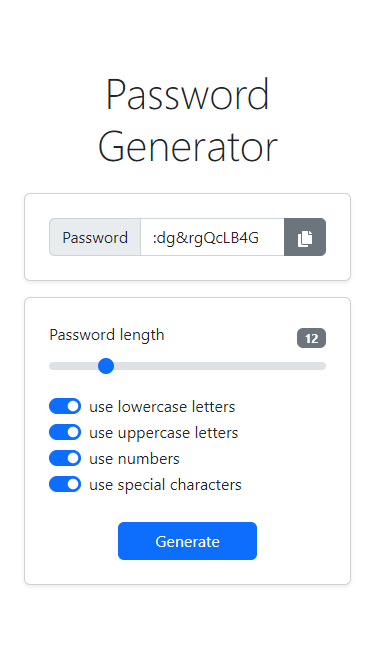 Password
Generator
Password :dg&rgQcLB4G
Password length 12
use lowercase letters
use uppercase letters
use numbers
use special characters
Generate